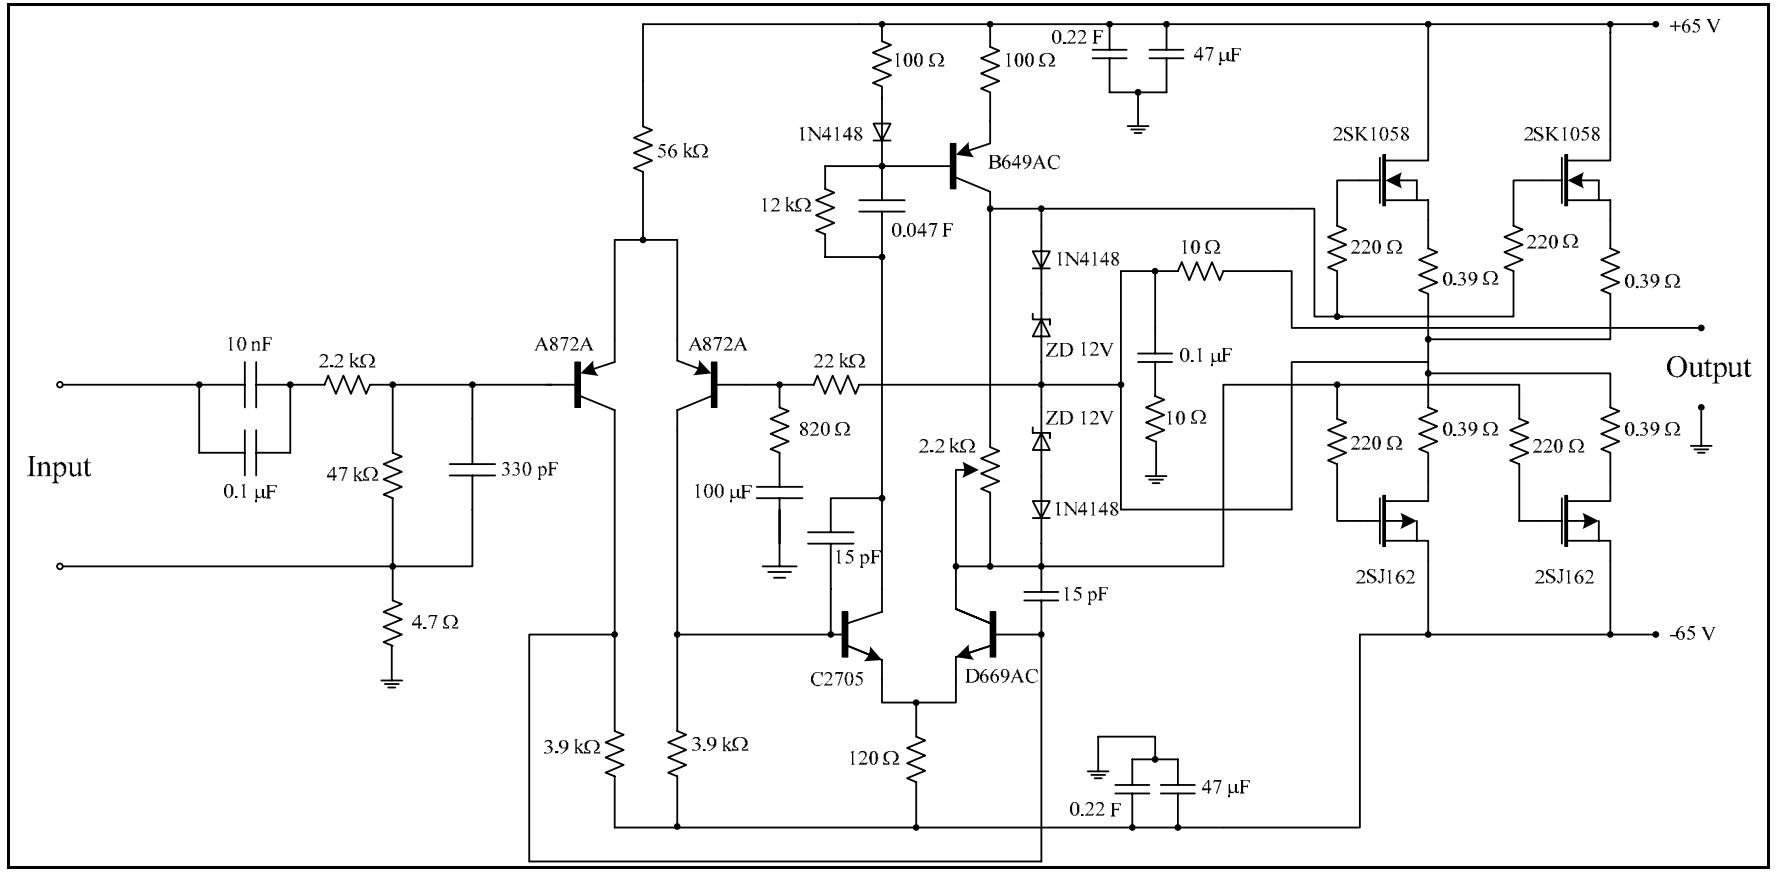 0.22 F
47 µF
+65 V
100 Ω
100 Ω
1N4148
56 kΩ
B649AC
2SK1058
2SK1058
12 kΩ
0.047 F
1N4148
10 Ω
220 Ω
0.39 Ω
220 Ω
0.39 Ω
10 nF
2.2 kΩ
A872A
A872A
22 kΩ
ZD 12V
0.1 µF
Output
820 Ω
ZD 12V
10 Ω
220 Ω
0.39 Ω
220 Ω
0.39 Ω
Input
0.1 µF
47 kΩ
330 pF
100 µF
2.2 kΩ
1N4148
15 pF
2SJ162
2SJ162
15 pF
4.7 Ω
C2705
D669AC
-65 V
3.9 kΩ
3.9 kΩ
120 Ω
0.22 F
47 µF